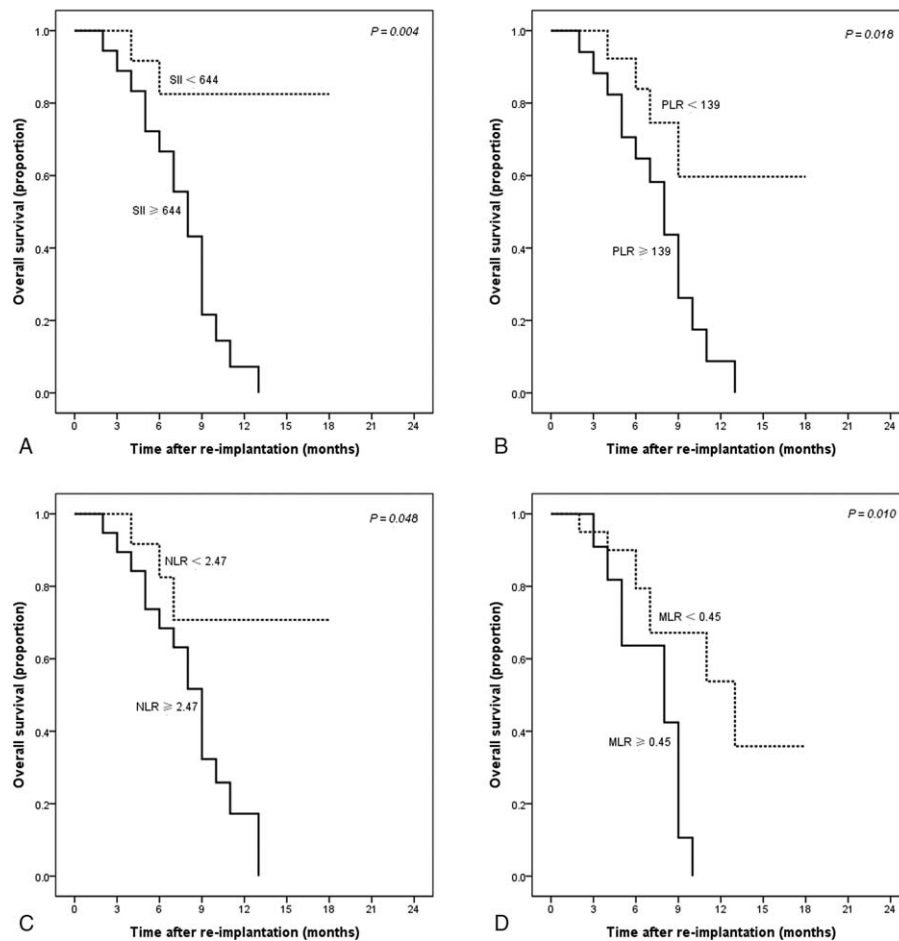 P = 0.004
SII < 644
SII ⩾ 644
Overall survival (proportion)
1.0
0.8
0.6
0.4
0.2
0.0
0 3 6 9 12 15 18 21 24
A Time after re-implantation (months)
P = 0.018
PLR < 139
PLR ⩾ 139
Overall survival (proportion)
1.0
0.8
0.6
0.4
0.2
0.0
0 3 6 9 12 15 18 21 24
B Time after re-implantation (months)
P = 0.048
NLR < 2.47
NLR ⩾ 2.47
Overall survival (proportion)
1.0
0.8
0.6
0.4
0.2
0.0
0 3 6 9 12 15 18 21 24
C Time after re-implantation (months)
P = 0.010
MLR < 0.45
MLR ⩾ 0.45
Overall survival (proportion)
1.0
0.8
0.6
0.4
0.2
0.0
0 3 6 9 12 15 18 21 24
D Time after re-implantation (months)